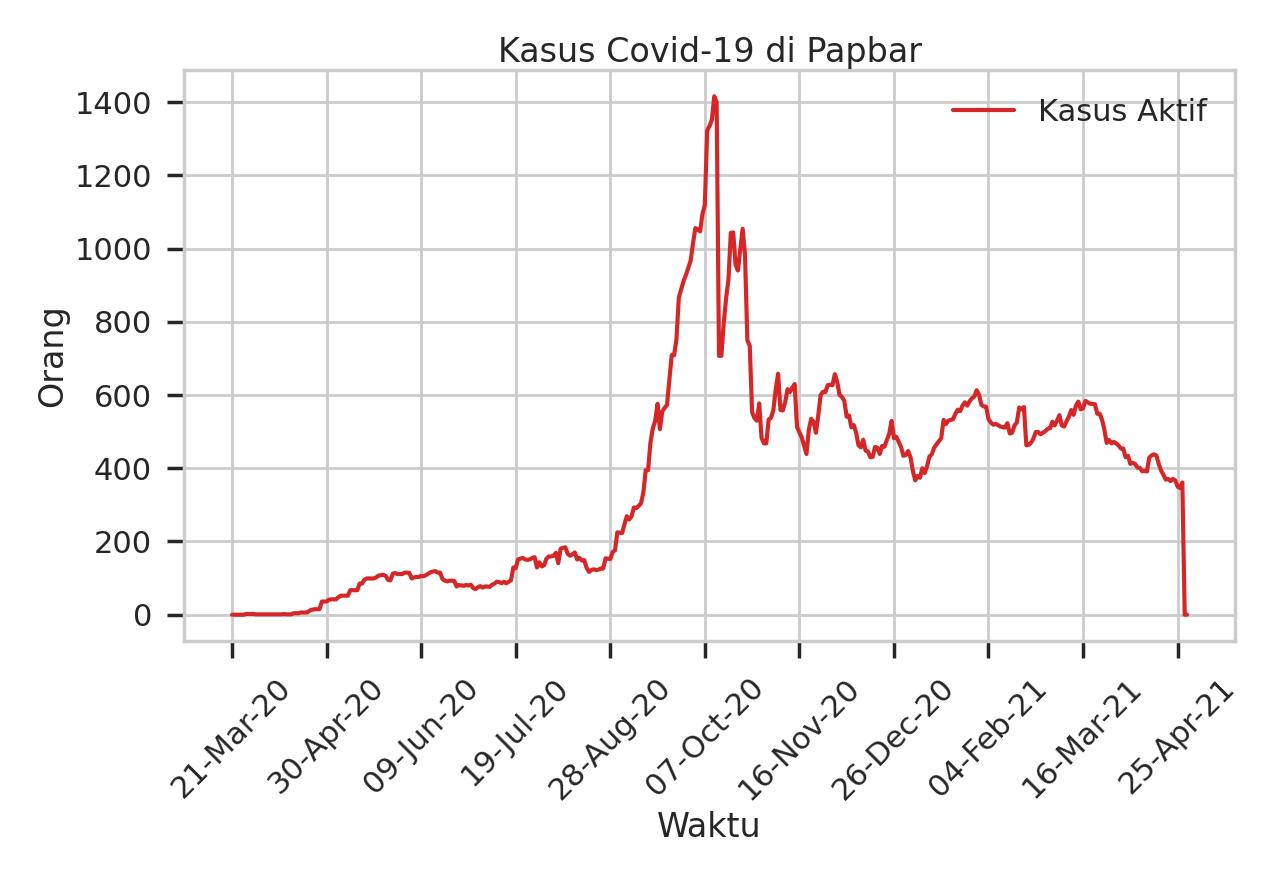 Kasus Covid-19 di Papbar
Kasus Aktif
Orang
1400
1200
1000
800
600
400
200
0
21-Mar-20
30-Apr-20
09-Jun-20
19-Jul-20
28-Aug-20
07-Oct-20
16-Nov-20
26-Dec-20
04-Feb-21
16-Mar-21
25-Apr-21
Waktu